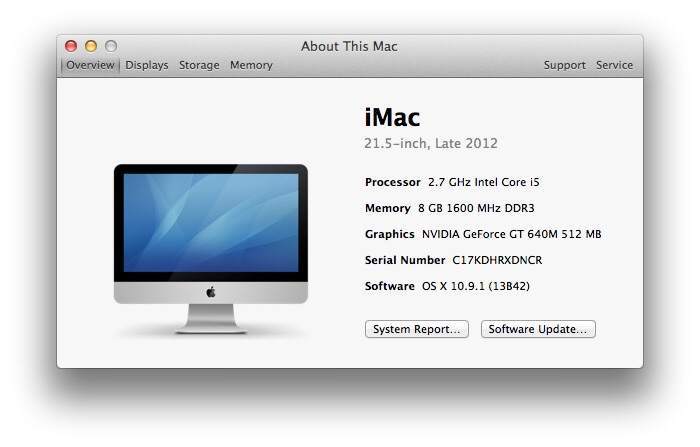 About This Mac
Overview Displays Storage Memory Support Service
iMac
21.5-inch, Late 2012
Processor 2.7 GHz Intel Core i5
Memory 8 GB 1600 MHz DDR3
Graphics NVIDIA GeForce GT 640M 512 MB
Serial Number C17KDHRXDNCR
Software OS X 10.9.1 (13B42)
System Report... Software Update...